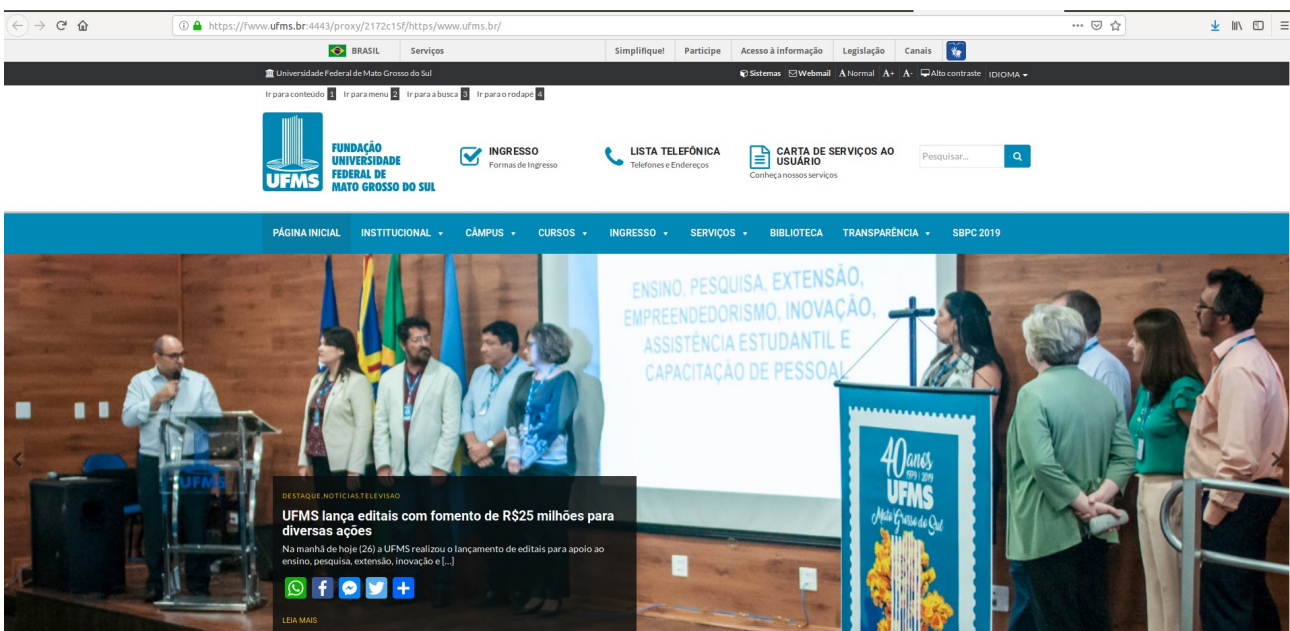 https://fwww.ufms.br:4443/proxy/2172c15f/https/www.ufms.br/
BRASIL Serviços Simplifique! Participe Acesso à informação Legislação Canais
Universidade Federal de Mato Grosso do Sul Sistemas Webmail A Normal A+ A- Alto contraste IDIOMA
Ir para conteúdo 1 Ir para menu 2 Ir para a busca 3 Ir para o rodapé 4
UFMS
FUNDAÇÃO
UNIVERSIDADE
FEDERAL DE
MATO GROSSO DO SUL
INGRESSO
Formas de Ingresso
LISTA TELEFÔNICA
Telefones e Endereços
CARTA DE SERVIÇOS AO
USUÁRIO
Conheça nossos serviços
Pesquisar...
PÁGINA INICIAL INSTITUCIONAL CÂMPUS CURSOS INGRESSO SERVIÇOS BIBLIOTECA TRANSPARÊNCIA SBPC 2019
ENSINO, PESQUISA, EXTENSÃO,
EMPREENDEDORISMO, INOVAÇÃO,
ASSISTÊNCIA ESTUDANTIL E
CAPACITAÇÃO DE PESSOAL
UFMS
40 anos
1979 | 2019
UFMS
Mato Grosso do Sul
DESTAQUE,NOTÍCIAS,TELEVISAO
UFMS lança editais com fomento de R$25 milhões para
diversas ações
Na manhã de hoje (26) a UFMS realizou o lançamento de editais para apoio ao
ensino, pesquisa, extensão, inovação e [...]
LEIA MAIS